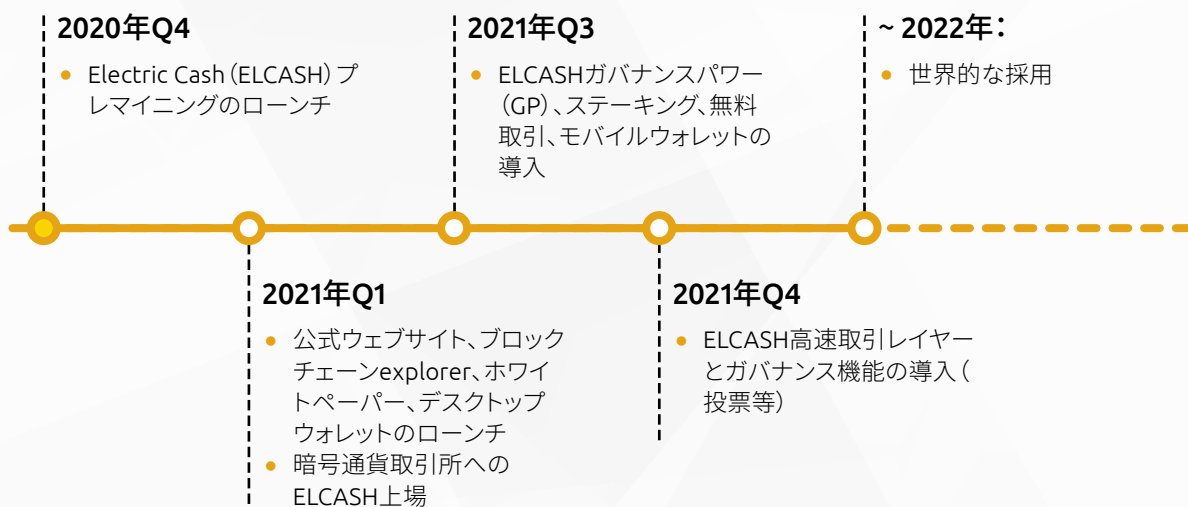 2020年Q4
Electric Cash（ELCASH）プ
レマイニングのローンチ
2021年Q1
公式ウェブサイト、ブロック
チェーンexplorer、ホワイ
トペーパー、デスクトップ
ウォレットのローンチ
暗号通貨取引所への
ELCASH上場
2021年Q3
ELCASHガバナンスパワー
（GP）、ステーキング、無料
取引、モバイルウォレットの
導入
2021年Q4
ELCASH高速取引レイヤー
とガバナンス機能の導入（
投票等）
~ 2022年：
世界的な採用